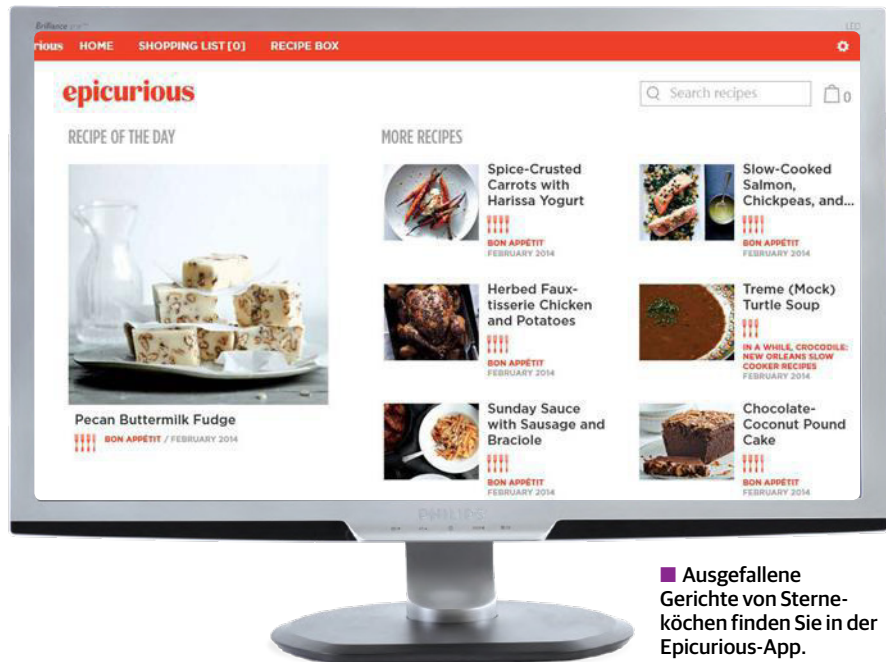 Brilliance
LED
rious HOME SHOPPING LIST [0] RECIPE BOX
epicurious
Search recipes
0
RECIPE OF THE DAY
Pecan Buttermilk Fudge
BON APPÉTIT / FEBRUARY 2014
MORE RECIPES
Spice-Crusted
Carrots with
Harissa Yogurt
BON APPÉTIT
FEBRUARY 2014
Slow-Cooked
Salmon,
Chickpeas, and...
BON APPÉTIT
FEBRUARY 2014
Herbed Faux-
tisserie Chicken
and Potatoes
BON APPÉTIT
FEBRUARY 2014
Treme (Mock)
Turtle Soup
IN A WHILE, CROCODILE:
NEW ORLEANS SLOW
COOKER RECIPES
FEBRUARY 2014
Sunday Sauce
with Sausage and
Braciole
BON APPÉTIT
FEBRUARY 2014
Chocolate-
Coconut Pound
Cake
BON APPÉTIT
FEBRUARY 2014
PHILIPS
■ Ausgefallene
Gerichte von Sterne-
köchen finden Sie in der
Epicurious-App.